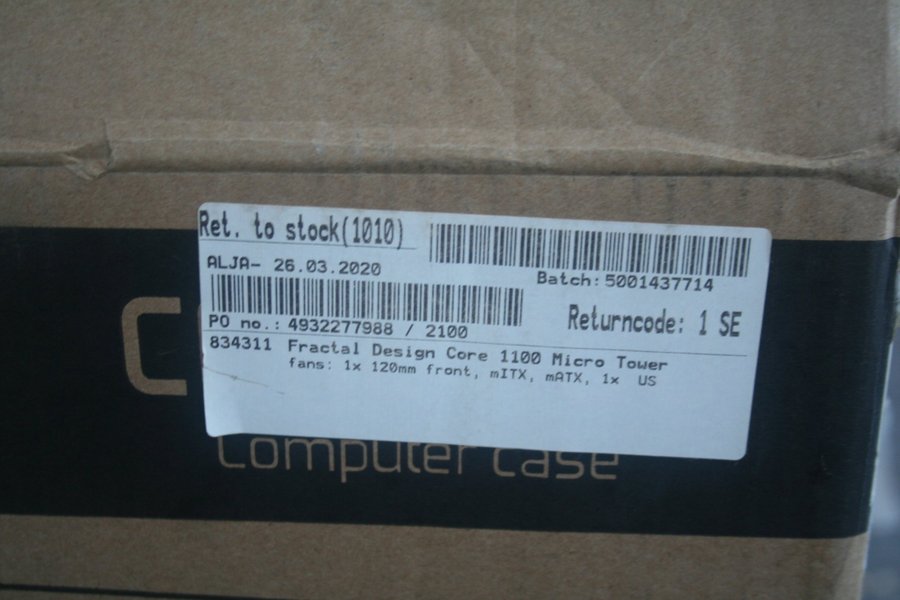 Ret. to stock(1010)
ALJA- 26.03.2020
Batch: 5001437714
PO no.: 4932277988 / 2100
Returncode: 1 SE
834311 Fractal Design Core 1100 Micro Tower
fans: 1x 120mm front, mITX, mATX, 1x US
C
Computer case